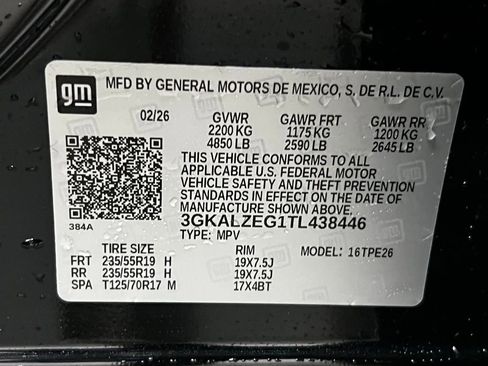 gm
MFD BY GENERAL MOTORS DE MEXICO, S. DE R.L. DE C.V.
02/26 GVWR GAWR FRT GAWR RR
2200 KG 1175 KG 1200 KG
4850 LB 2590 LB 2645 LB
THIS VEHICLE CONFORMS TO ALL
APPLICABLE U.S. FEDERAL MOTOR
VEHICLE SAFETY AND THEFT PREVENTION
STANDARDS IN EFFECT ON THE DATE OF
MANUFACTURE SHOWN ABOVE.
384A 3GKALZEG1TL438446
TYPE: MPV
TIRE SIZE RIM MODEL: 16TPE26
FRT 235/55R19 H 19X7.5J
RR 235/55R19 H 19X7.5J
SPA T125/70R17 M 17X4BT